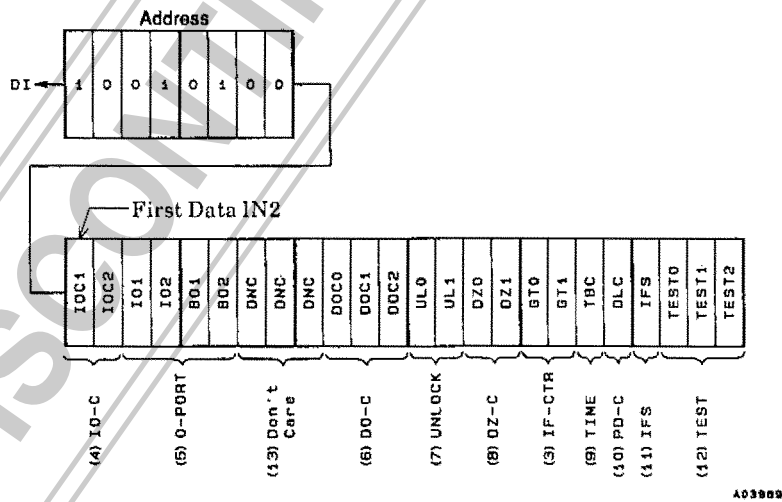 Address
DI 1 0 0 1 0 1 0 0
First Data IN2
IOC1 IOC2 IO1 IO2 BO1 BO2 DNC DNC DNC DOC0 DOC1 DOC2 UL0 UL1 DZ0 DZ1 GT0 GT1 TBC DLC IFS TEST0 TEST1 TEST2
(4) IO-C
(5) O-PORT
(13) Don't
Care
(6) DO-C
(7) UNLOCK
(8) DZ-C
(3) IF-CTR
(9) TIME
(10) PD-C
(11) IFS
(12) TEST
ISCONTIN